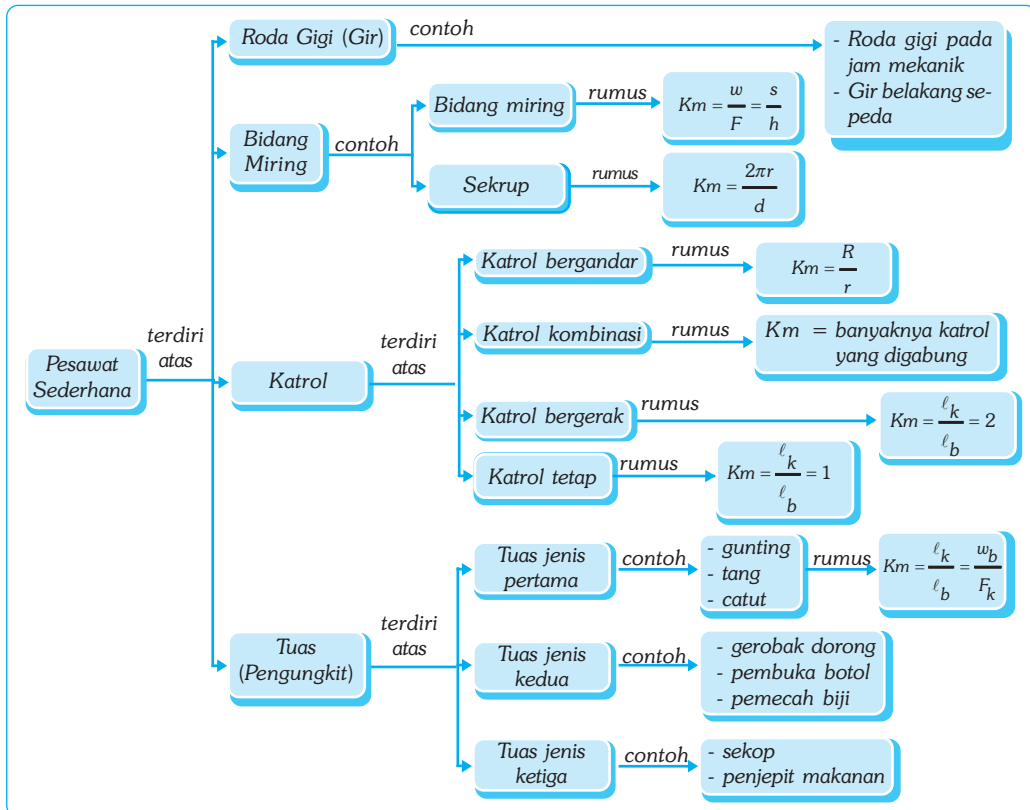 Roda Gigi (Gir)
contoh
- Roda gigi pada
jam mekanik
- Gir belakang se-
peda
Bidang
Miring
contoh
Bidang miring
rumus
Km = w/F = s/h
Sekrup
rumus
Km = 2πr/d
Pesawat
Sederhana
terdiri
atas
Katrol
terdiri
atas
Katrol bergandar
rumus
Km = R/r
Katrol kombinasi
rumus
Km = banyaknya katrol
yang digabung
Katrol bergerak
rumus
Km = ℓk/ℓb = 2
Katrol tetap
rumus
Km = ℓk/ℓb = 1
Tuas
(Pengungkit)
terdiri
atas
Tuas jenis
pertama
contoh
- gunting
- tang
- catut
rumus
Km = ℓk/ℓb = wb/Fk
Tuas jenis
kedua
contoh
- gerobak dorong
- pembuka botol
- pemecah biji
Tuas jenis
ketiga
contoh
- sekop
- penjepit makanan